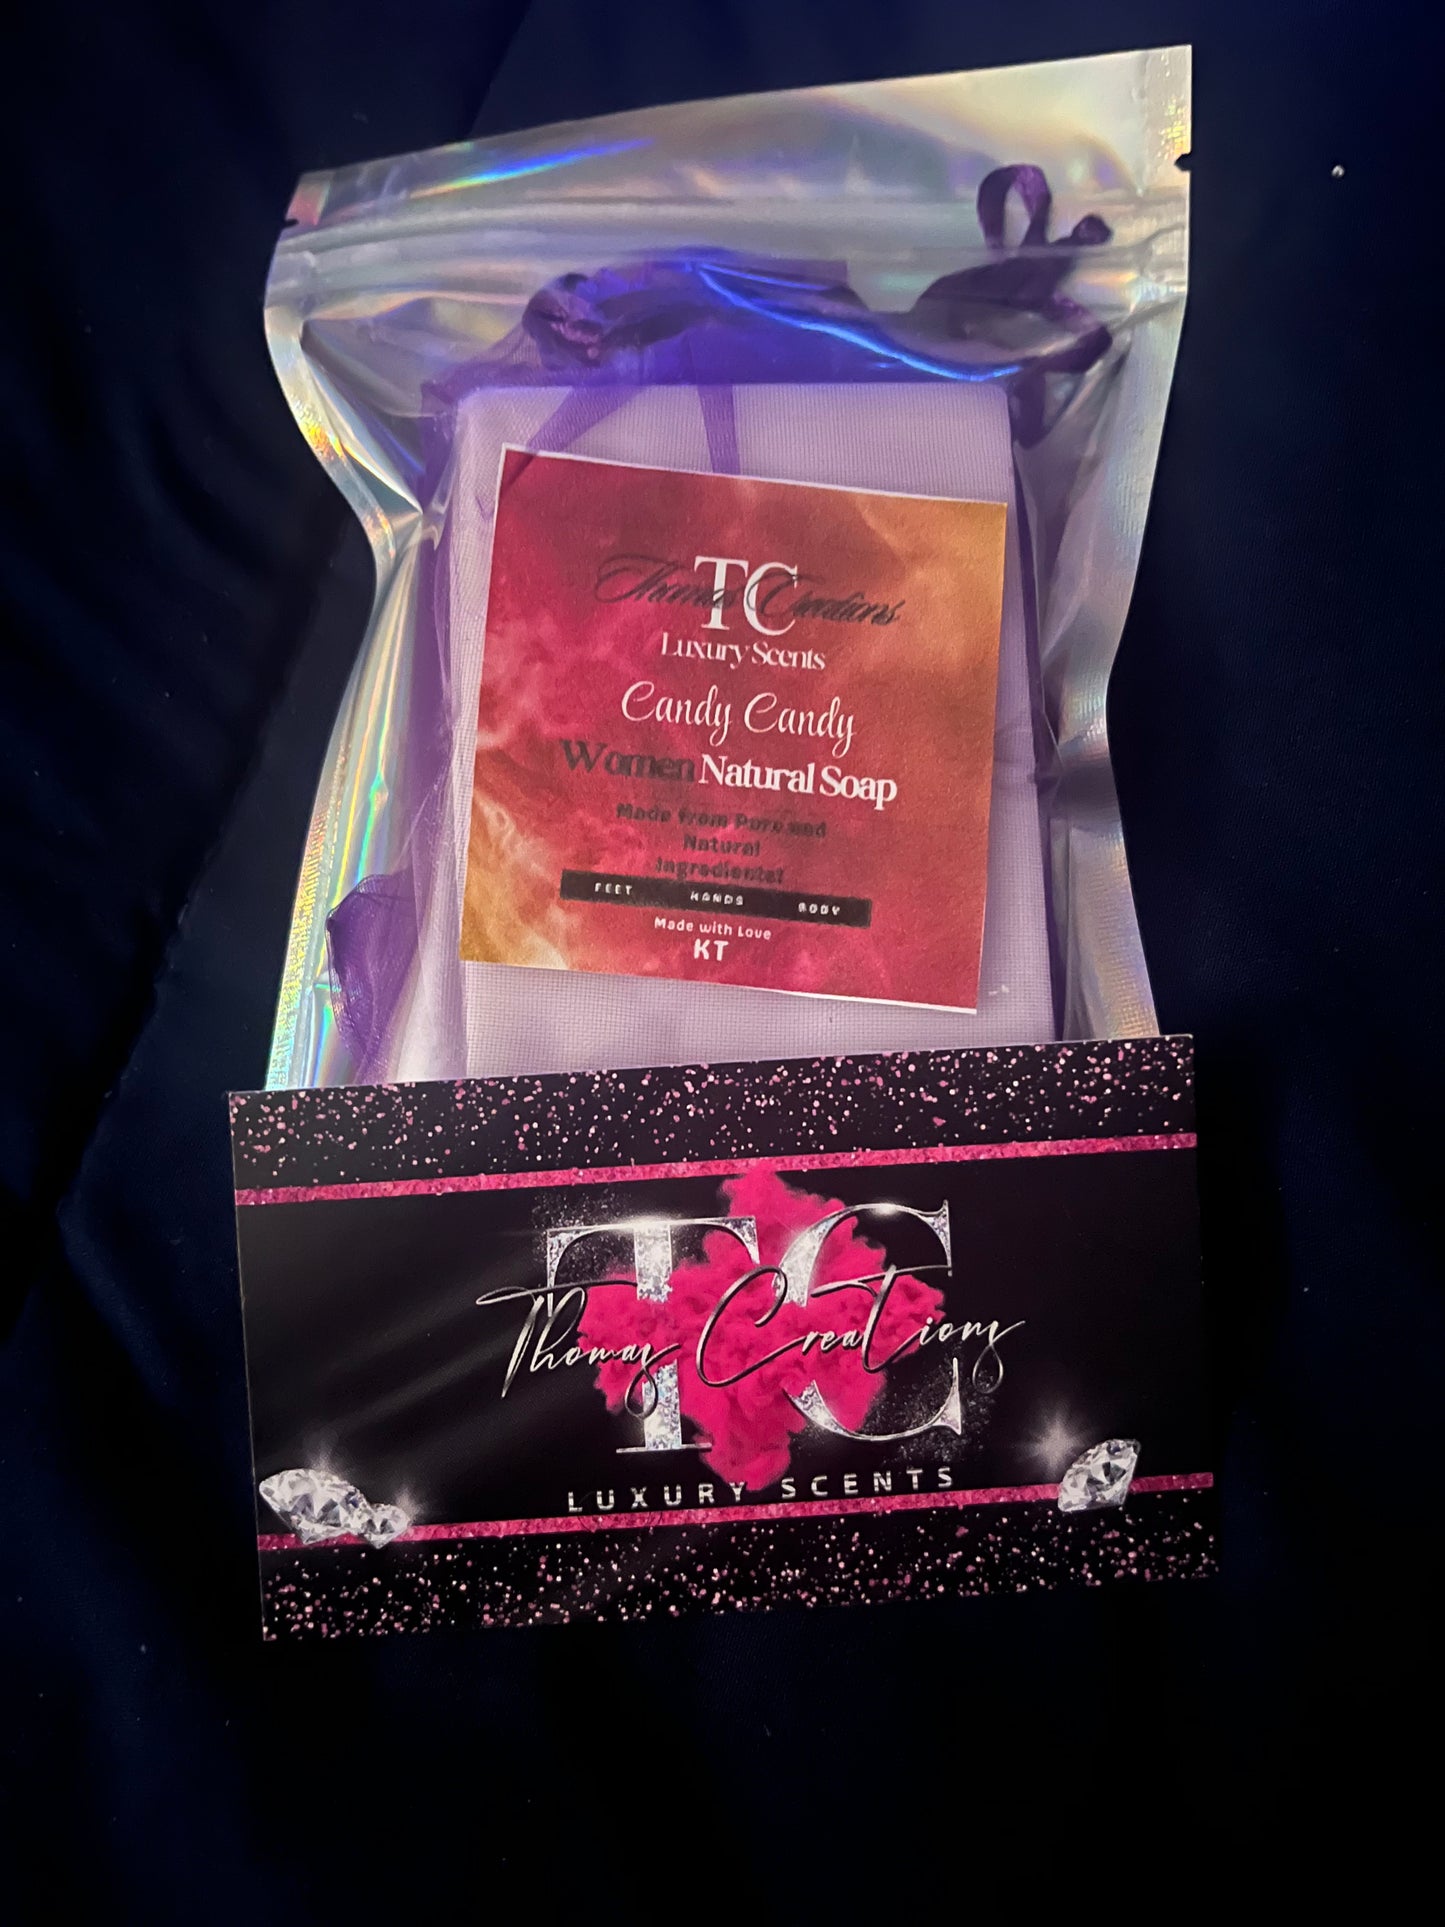 TC
Thomas Creations
Luxury Scents
Candy Candy
Women Natural Soap
Made from Pure and
Natural
Ingredients!
FEET HANDS BODY
Made with Love
KT
TC
Thomas Creations
LUXURY SCENTS